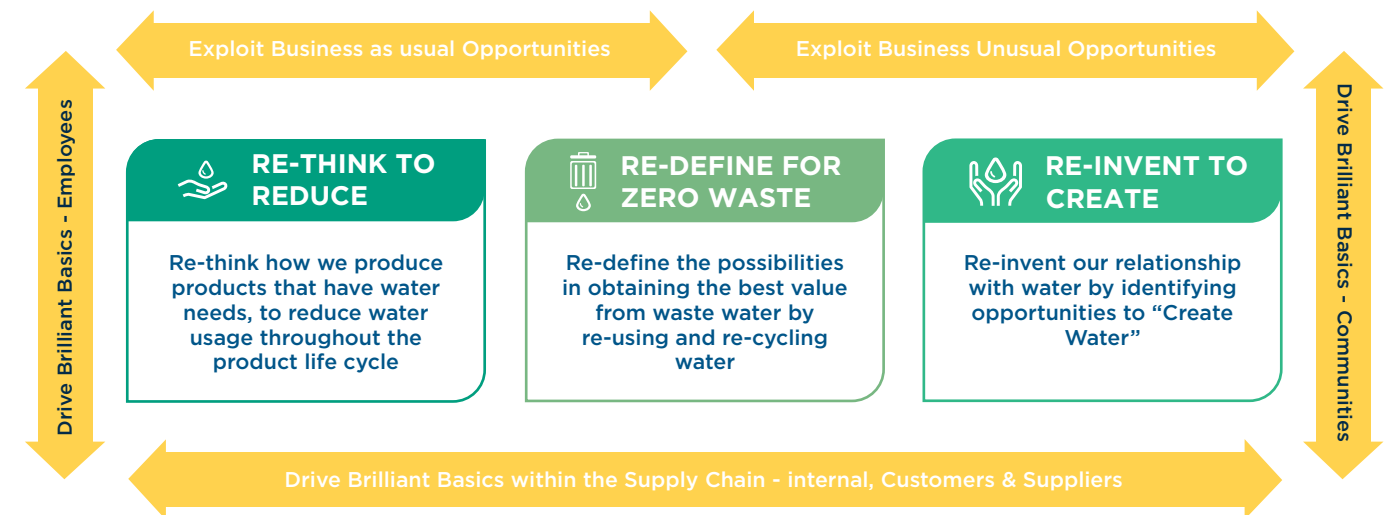 Exploit Business as usual Opportunities
Exploit Business Unusual Opportunities
Drive Brilliant Basics - Employees
RE-THINK TO
REDUCE
Re-think how we produce
products that have water
needs, to reduce water
usage throughout the
product life cycle
RE-DEFINE FOR
ZERO WASTE
Re-define the possibilities
in obtaining the best value
from waste water by
re-using and re-cycling
water
RE-INVENT TO
CREATE
Re-invent our relationship
with water by identifying
opportunities to “Create
Water”
Drive Brilliant Basics - Communities
Drive Brilliant Basics within the Supply Chain - internal, Customers & Suppliers